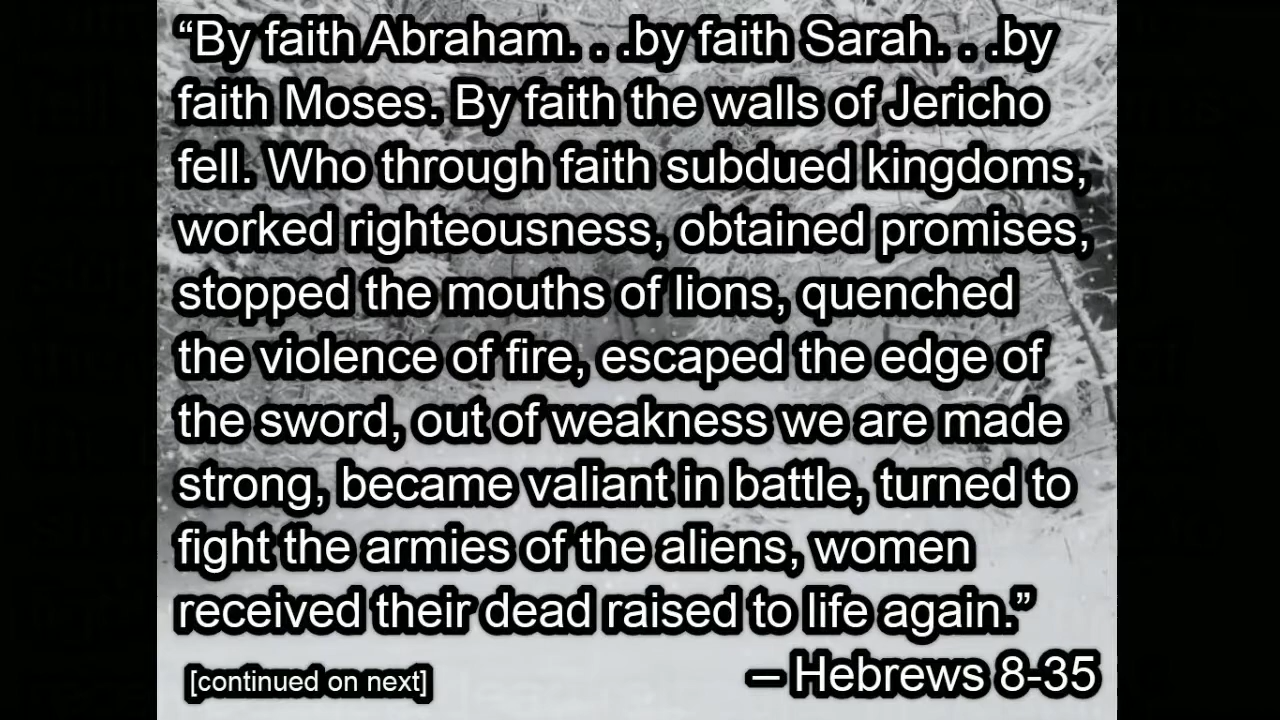 “By faith Abraham. . .by faith Sarah. . .by
faith Moses. By faith the walls of Jericho
fell. Who through faith subdued kingdoms,
worked righteousness, obtained promises,
stopped the mouths of lions, quenched
the violence of fire, escaped the edge of
the sword, out of weakness we are made
strong, became valiant in battle, turned to
fight the armies of the aliens, women
received their dead raised to life again.”
– Hebrews 8-35
[continued on next]